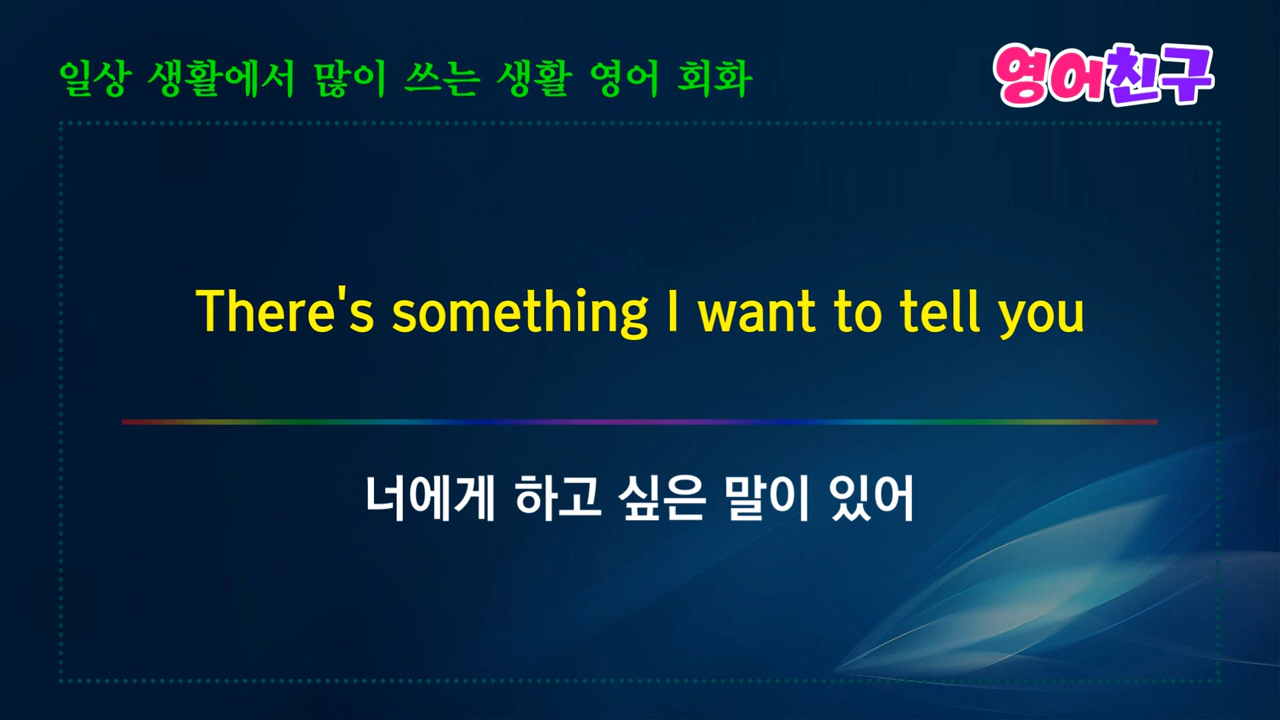 일상 생활에서 많이 쓰는 생활 영어 회화
영어친구
There's something I want to tell you
너에게 하고 싶은 말이 있어